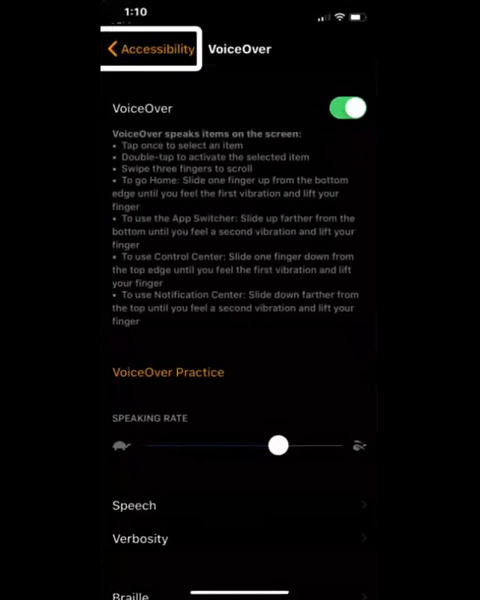 1:10
Accessibility VoiceOver
VoiceOver
VoiceOver speaks items on the screen:
• Tap once to select an item
• Double-tap to activate the selected item
• Swipe three fingers to scroll
• To go Home: Slide one finger up from the bottom
edge until you feel the first vibration and lift your
finger
• To use the App Switcher: Slide up farther from the
bottom until you feel a second vibration and lift your
finger
• To use Control Center: Slide one finger down from
the top edge until you feel the first vibration and lift
your finger
• To use Notification Center: Slide down farther from
the top until you feel a second vibration and lift your
finger
VoiceOver Practice
SPEAKING RATE
Speech
Verbosity
Braille